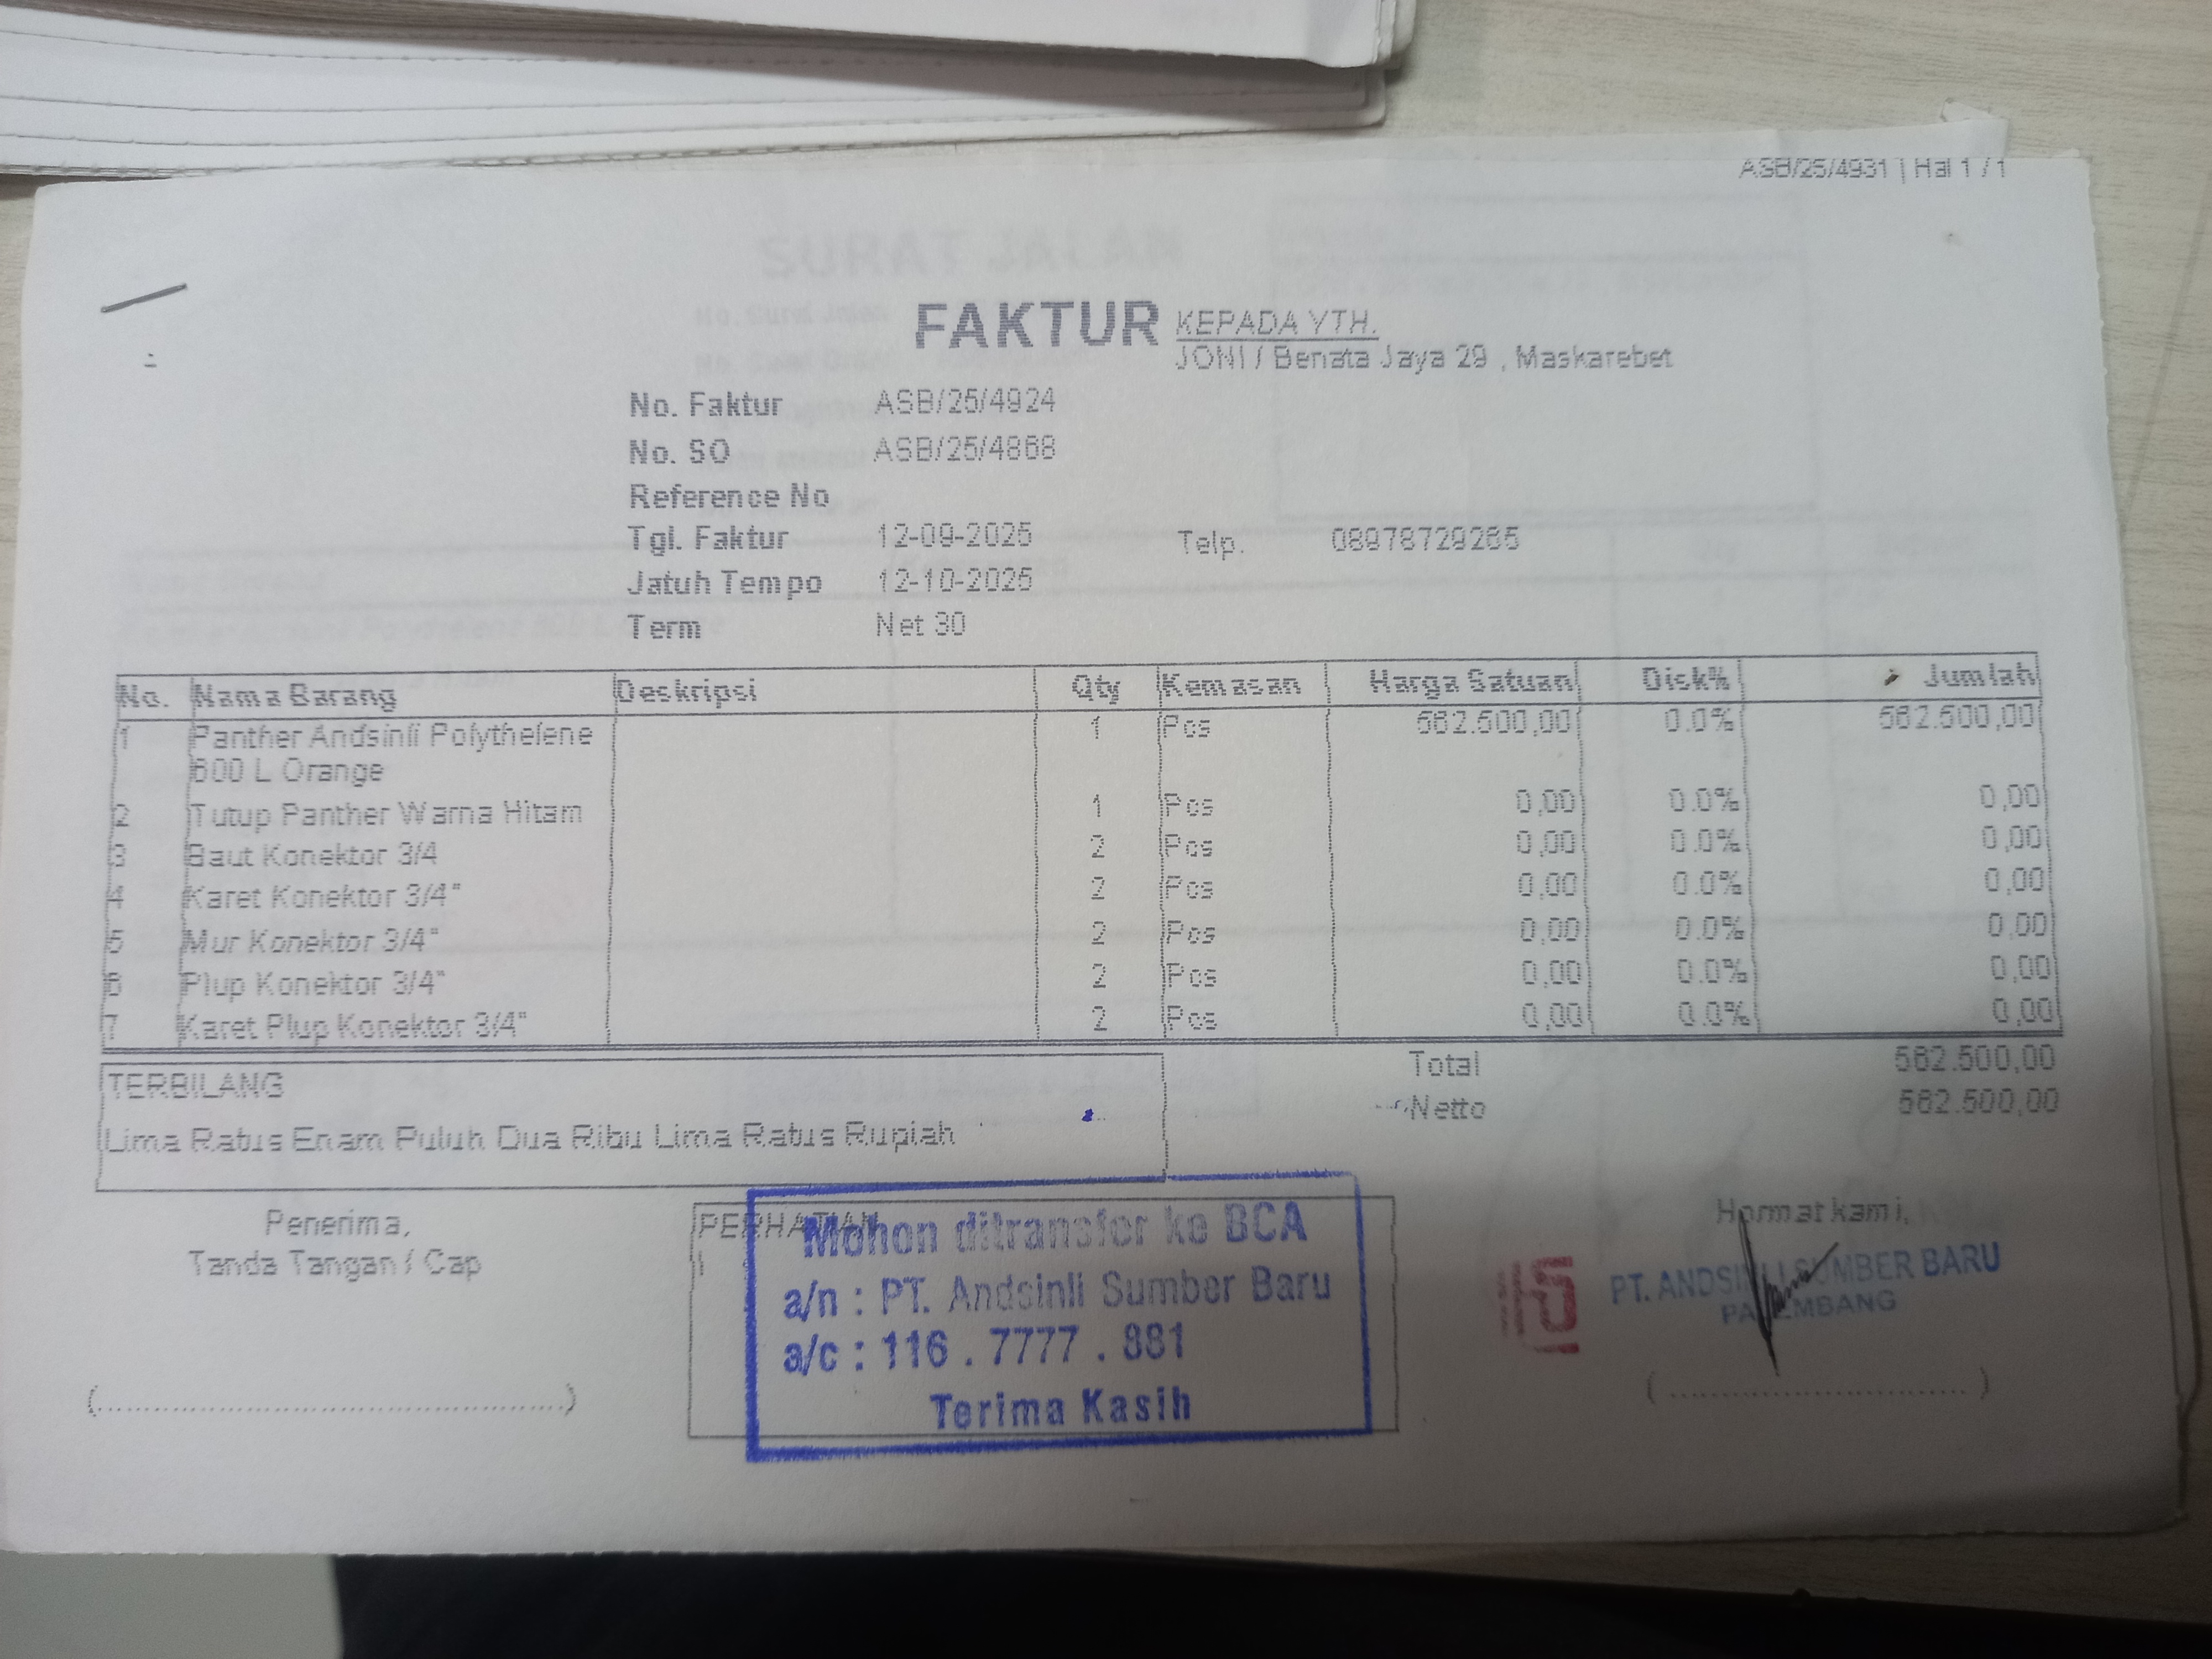 ASB/25/4931 | Hal 1 / 1
SURAT JALAN
FAKTUR
KEPADA YTH.
JONI / Benata Jaya 29 , Maskarebet
No. Faktur ASB/25/4924
No. SO ASB/25/4868
Reference No
Tgl. Faktur 12-09-2025 Telp. 08978729265
Jatuh Tempo 12-10-2025
Term Net 30
No. Nama Barang Deskripsi Qty Kemasan Harga Satuan Disk% Jumlah
1 Panther Andsinli Polythelene 1 Pcs 562.500,00 0.0% 562.500,00
600 L Orange
2 Tutup Panther Warna Hitam 1 Pcs 0,00 0.0% 0,00
3 Baut Konektor 3/4 2 Pcs 0,00 0.0% 0,00
4 Karet Konektor 3/4" 2 Pcs 0,00 0.0% 0,00
5 Mur Konektor 3/4" 2 Pcs 0,00 0.0% 0,00
6 Plup Konektor 3/4" 2 Pcs 0,00 0.0% 0,00
7 Karet Plup Konektor 3/4" 2 Pcs 0,00 0.0% 0,00
Total 562.500,00
Netto 562.500,00
TERBILANG
Lima Ratus Enam Puluh Dua Ribu Lima Ratus Rupiah
Penerima,
Tanda Tangan / Cap
PERHATIAN
Mohon ditransfer ke BCA
a/n : PT. Andsinli Sumber Baru
a/c : 116 . 7777 . 881
Terima Kasih
Hormat kami,
PT. ANDSINLI SUMBER BARU
PALEMBANG